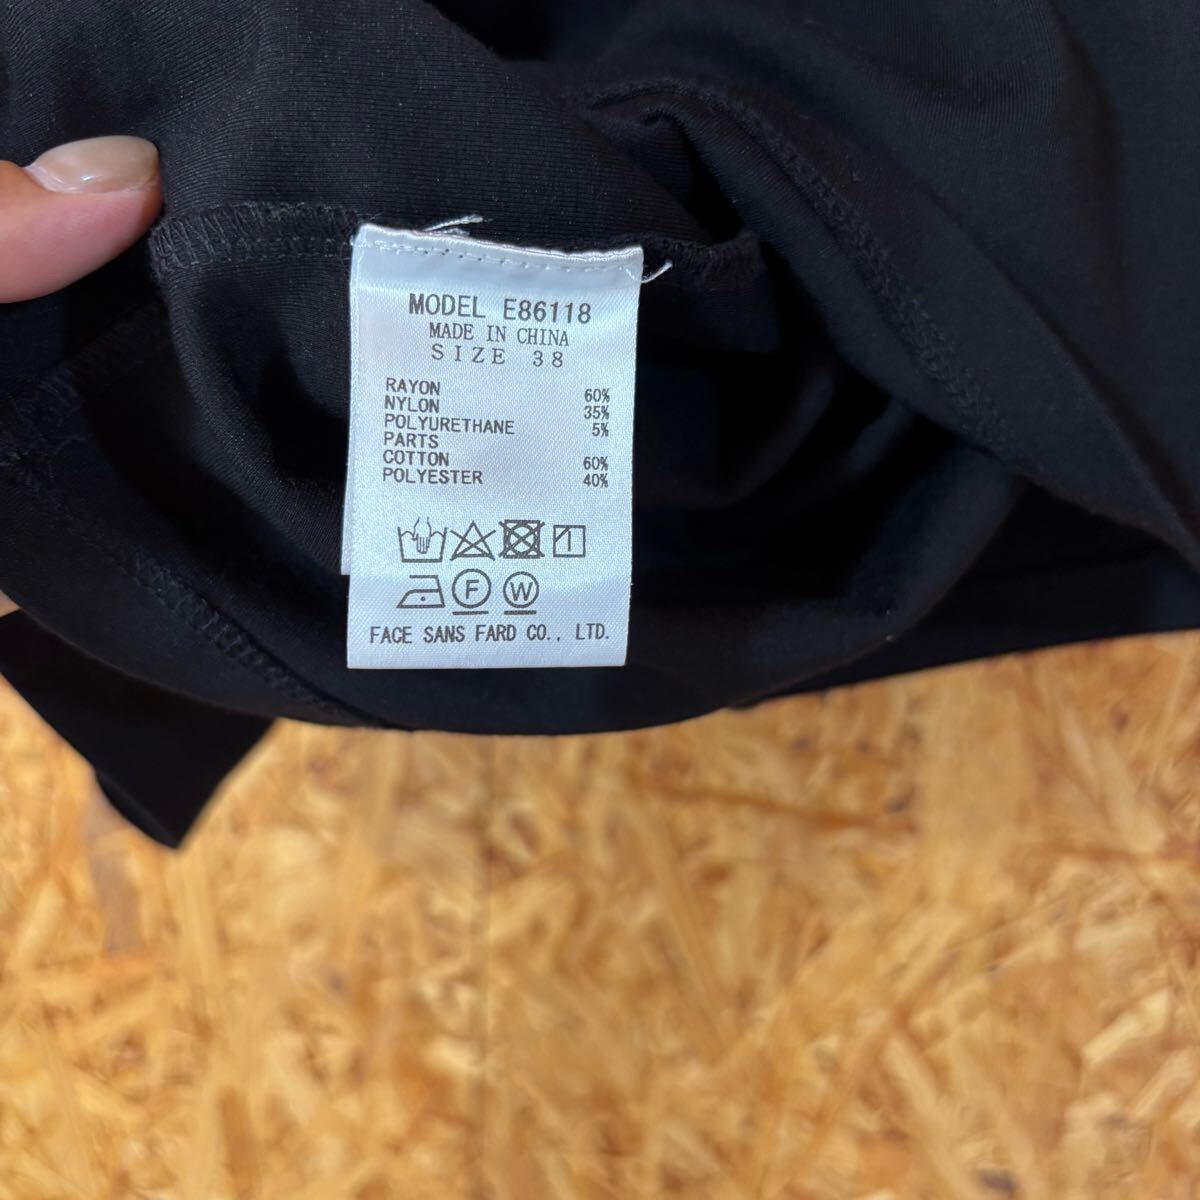 MODEL E86118
MADE IN CHINA
SIZE 38
RAYON 60%
NYLON 35%
POLYURETHANE 5%
PARTS
COTTON 60%
POLYESTER 40%
F W
FACE SANS FARD CO., LTD.